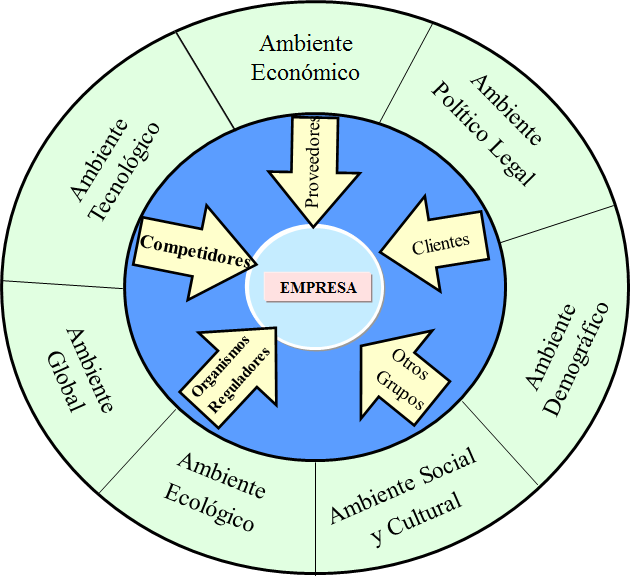 Ambiente
Económico
Ambiente
Político Legal
Ambiente
Demográfico
Ambiente Social
y Cultural
Ambiente
Ecológico
Ambiente
Global
Ambiente
Tecnológico
Proveedores
Clientes
Otros
Grupos
Organismos
Reguladores
Competidores
EMPRESA